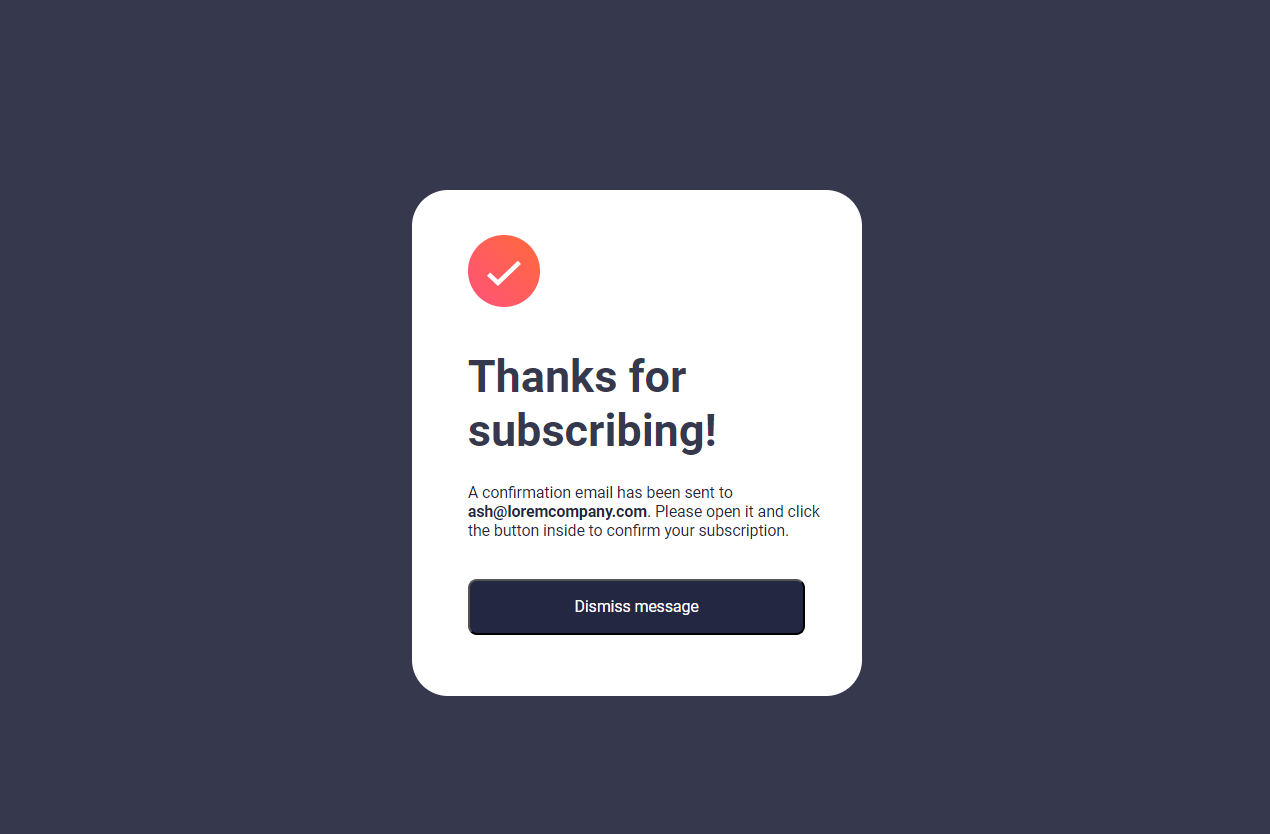 Thanks for
subscribing!
A confirmation email has been sent to
ash@loremcompany.com. Please open it and click
the button inside to confirm your subscription.
Dismiss message